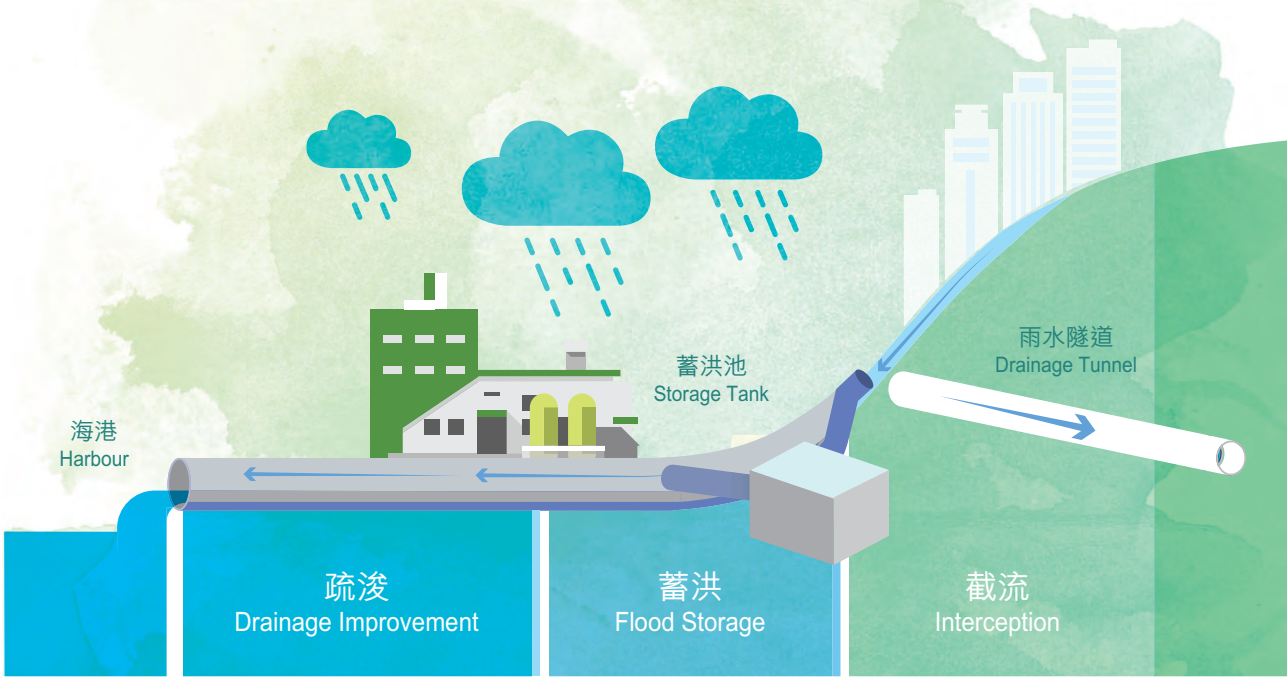 雨水隧道
Drainage Tunnel
蓄洪池
Storage Tank
海港
Harbour
疏浚
Drainage Improvement
蓄洪
Flood Storage
截流
Interception